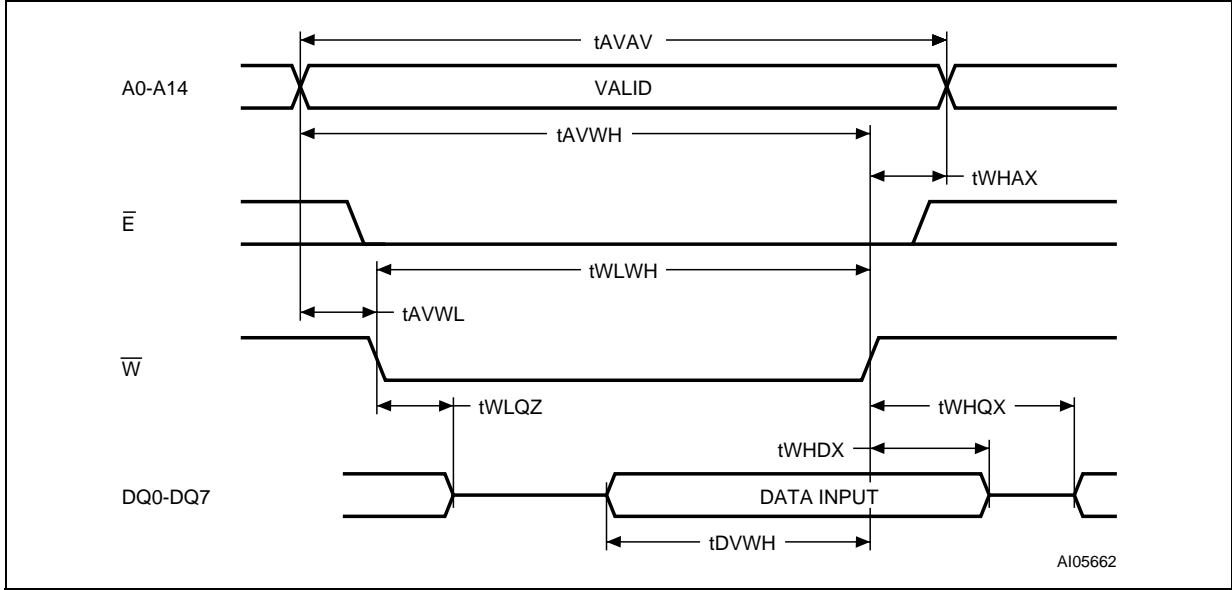 tAVAV
A0-A14
VALID
tAVWH
tWHAX
E̅
tWLWH
tAVWL
W̅
tWLQZ
tWHQX
tWHDX
DQ0-DQ7
DATA INPUT
tDVWH
AI05662